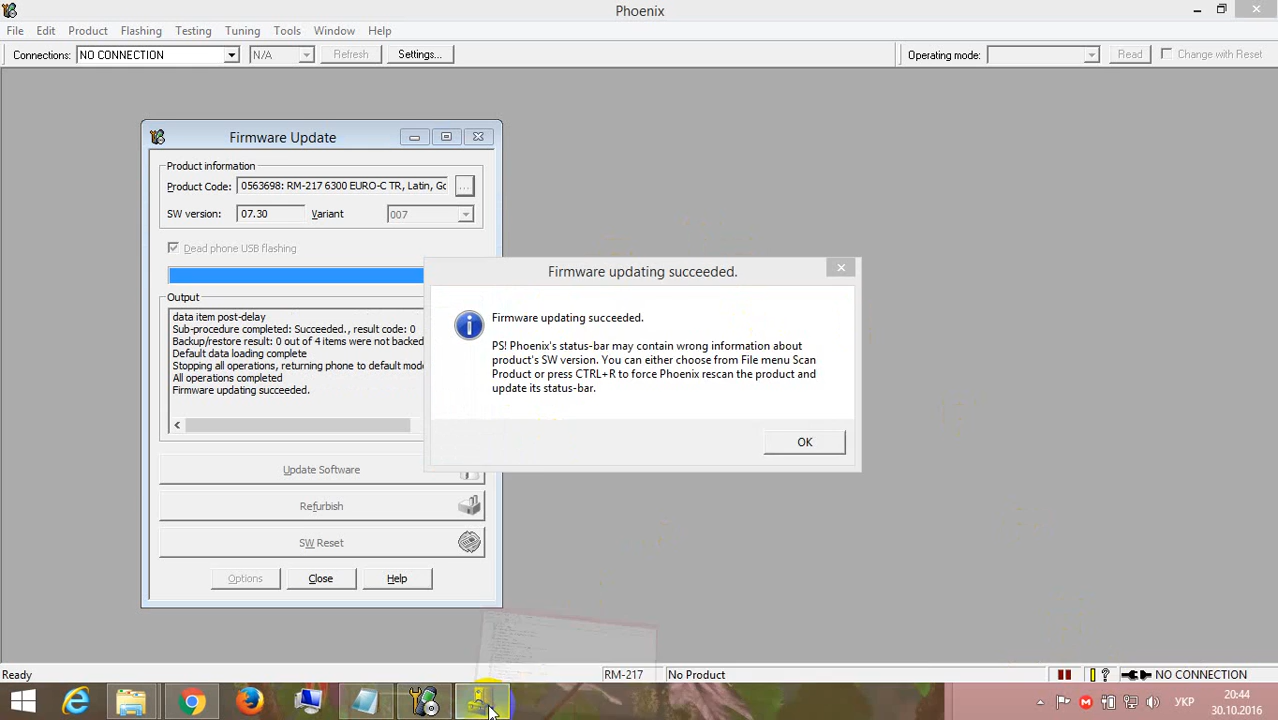 Phoenix
File Edit Product Flashing Testing Tuning Tools Window Help
Connections: NO CONNECTION N/A Refresh Settings... Operating mode: Read Change with Reset
Firmware Update
Product information
Product Code: 0563698: RM-217 6300 EURO-C TR, Latin, Gc ...
SW version: 07.30 Variant 007
Dead phone USB flashing
Output
data item post-delay
Sub-procedure completed: Succeeded., result code: 0
Backup/restore result: 0 out of 4 items were not backed
Default data loading complete
Stopping all operations, returning phone to default mode
All operations completed
Firmware updating succeeded.
Update Software
Refurbish
SW Reset
Options Close Help
Firmware updating succeeded.
Firmware updating succeeded.
PS! Phoenix's status-bar may contain wrong information about
product's SW version. You can either choose from File menu Scan
Product or press CTRL+R to force Phoenix rescan the product and
update its status-bar.
OK
Ready RM-217 No Product NO CONNECTION
УКР 20:44
30.10.2016